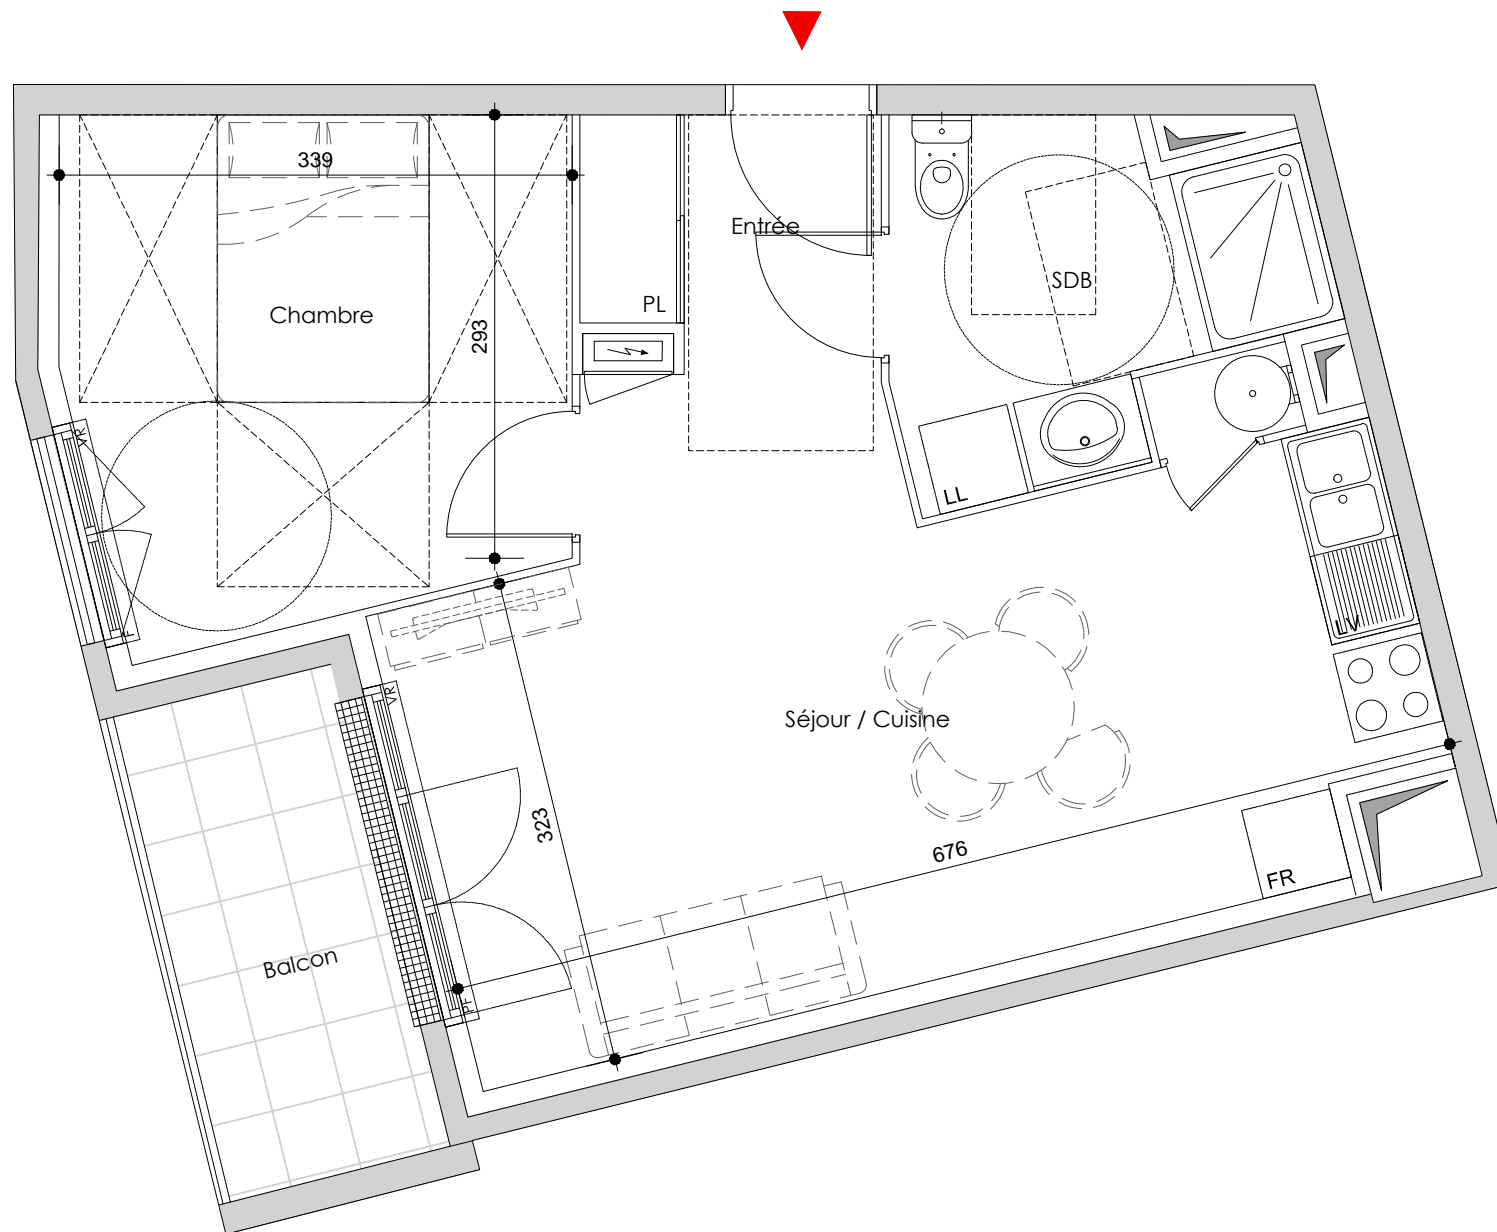 339
Entrée
SDB
PL
Chambre
293
VR
LL
F
LV
VR
Séjour / Cuisine
323
676
FR
Balcon
PF